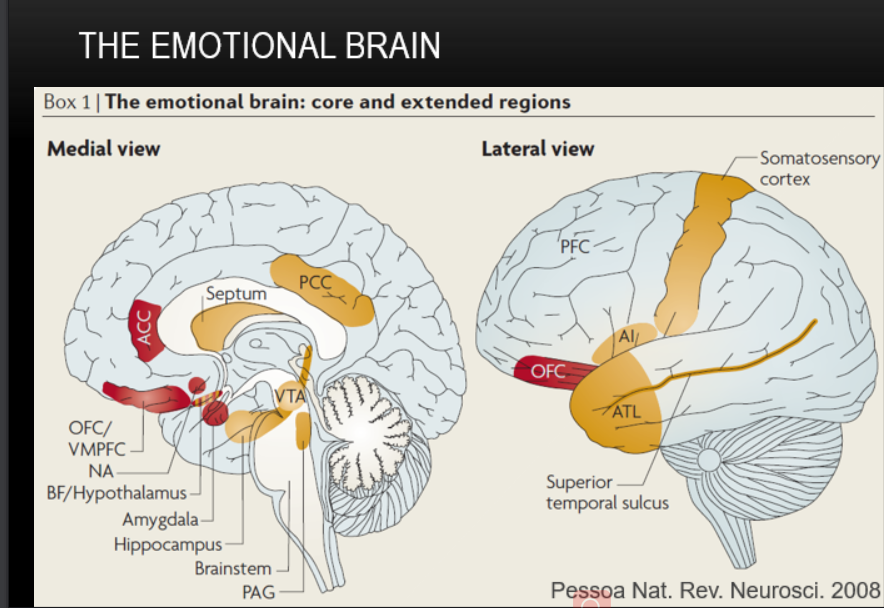 THE EMOTIONAL BRAIN
Box 1 | The emotional brain: core and extended regions
Medial view
Septum
PCC
ACC
VTA
OFC/
VMPFC
NA
BF/Hypothalamus
Amygdala
Hippocampus
Brainstem
PAG
Lateral view
Somatosensory
cortex
PFC
AI
OFC
ATL
Superior
temporal sulcus
Pessoa Nat. Rev. Neurosci. 2008